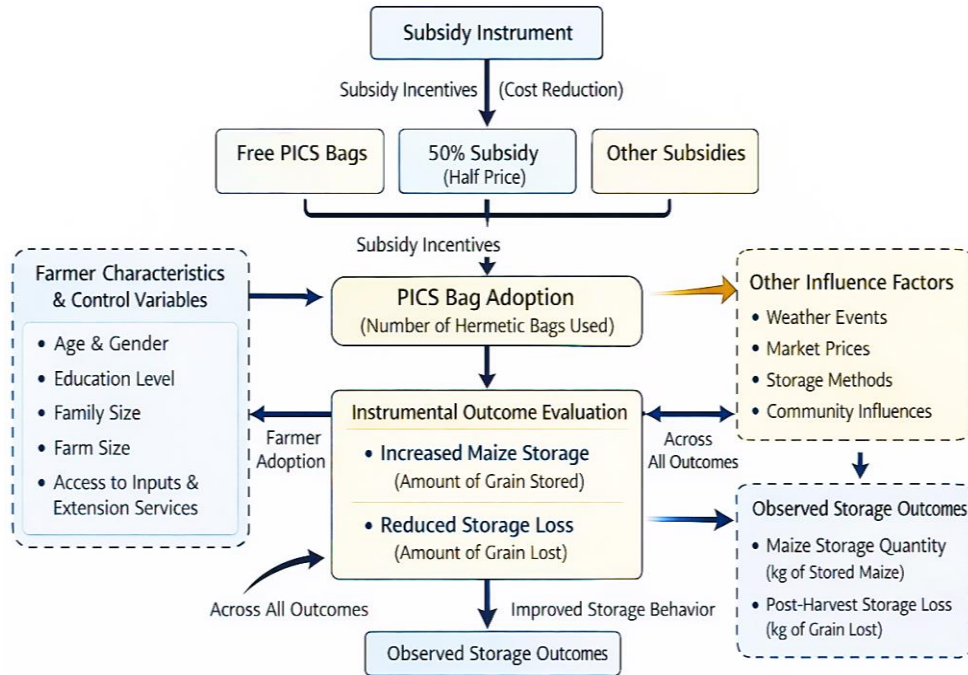 Subsidy Instrument
Subsidy Incentives (Cost Reduction)
Free PICS Bags
50% Subsidy
(Half Price)
Other Subsidies
Subsidy Incentives
Farmer Characteristics
& Control Variables
• Age & Gender
• Education Level
• Family Size
• Farm Size
• Access to Inputs &
Extension Services
PICS Bag Adoption
(Number of Hermetic Bags Used)
Other Influence Factors
• Weather Events
• Market Prices
• Storage Methods
• Community Influences
Farmer
Adoption
Instrumental Outcome Evaluation
• Increased Maize Storage
(Amount of Grain Stored)
• Reduced Storage Loss
(Amount of Grain Lost)
Across
All Outcomes
Observed Storage Outcomes
• Maize Storage Quantity
(kg of Stored Maize)
• Post-Harvest Storage Loss
(kg of Grain Lost)
Across All Outcomes
Improved Storage Behavior
Observed Storage Outcomes